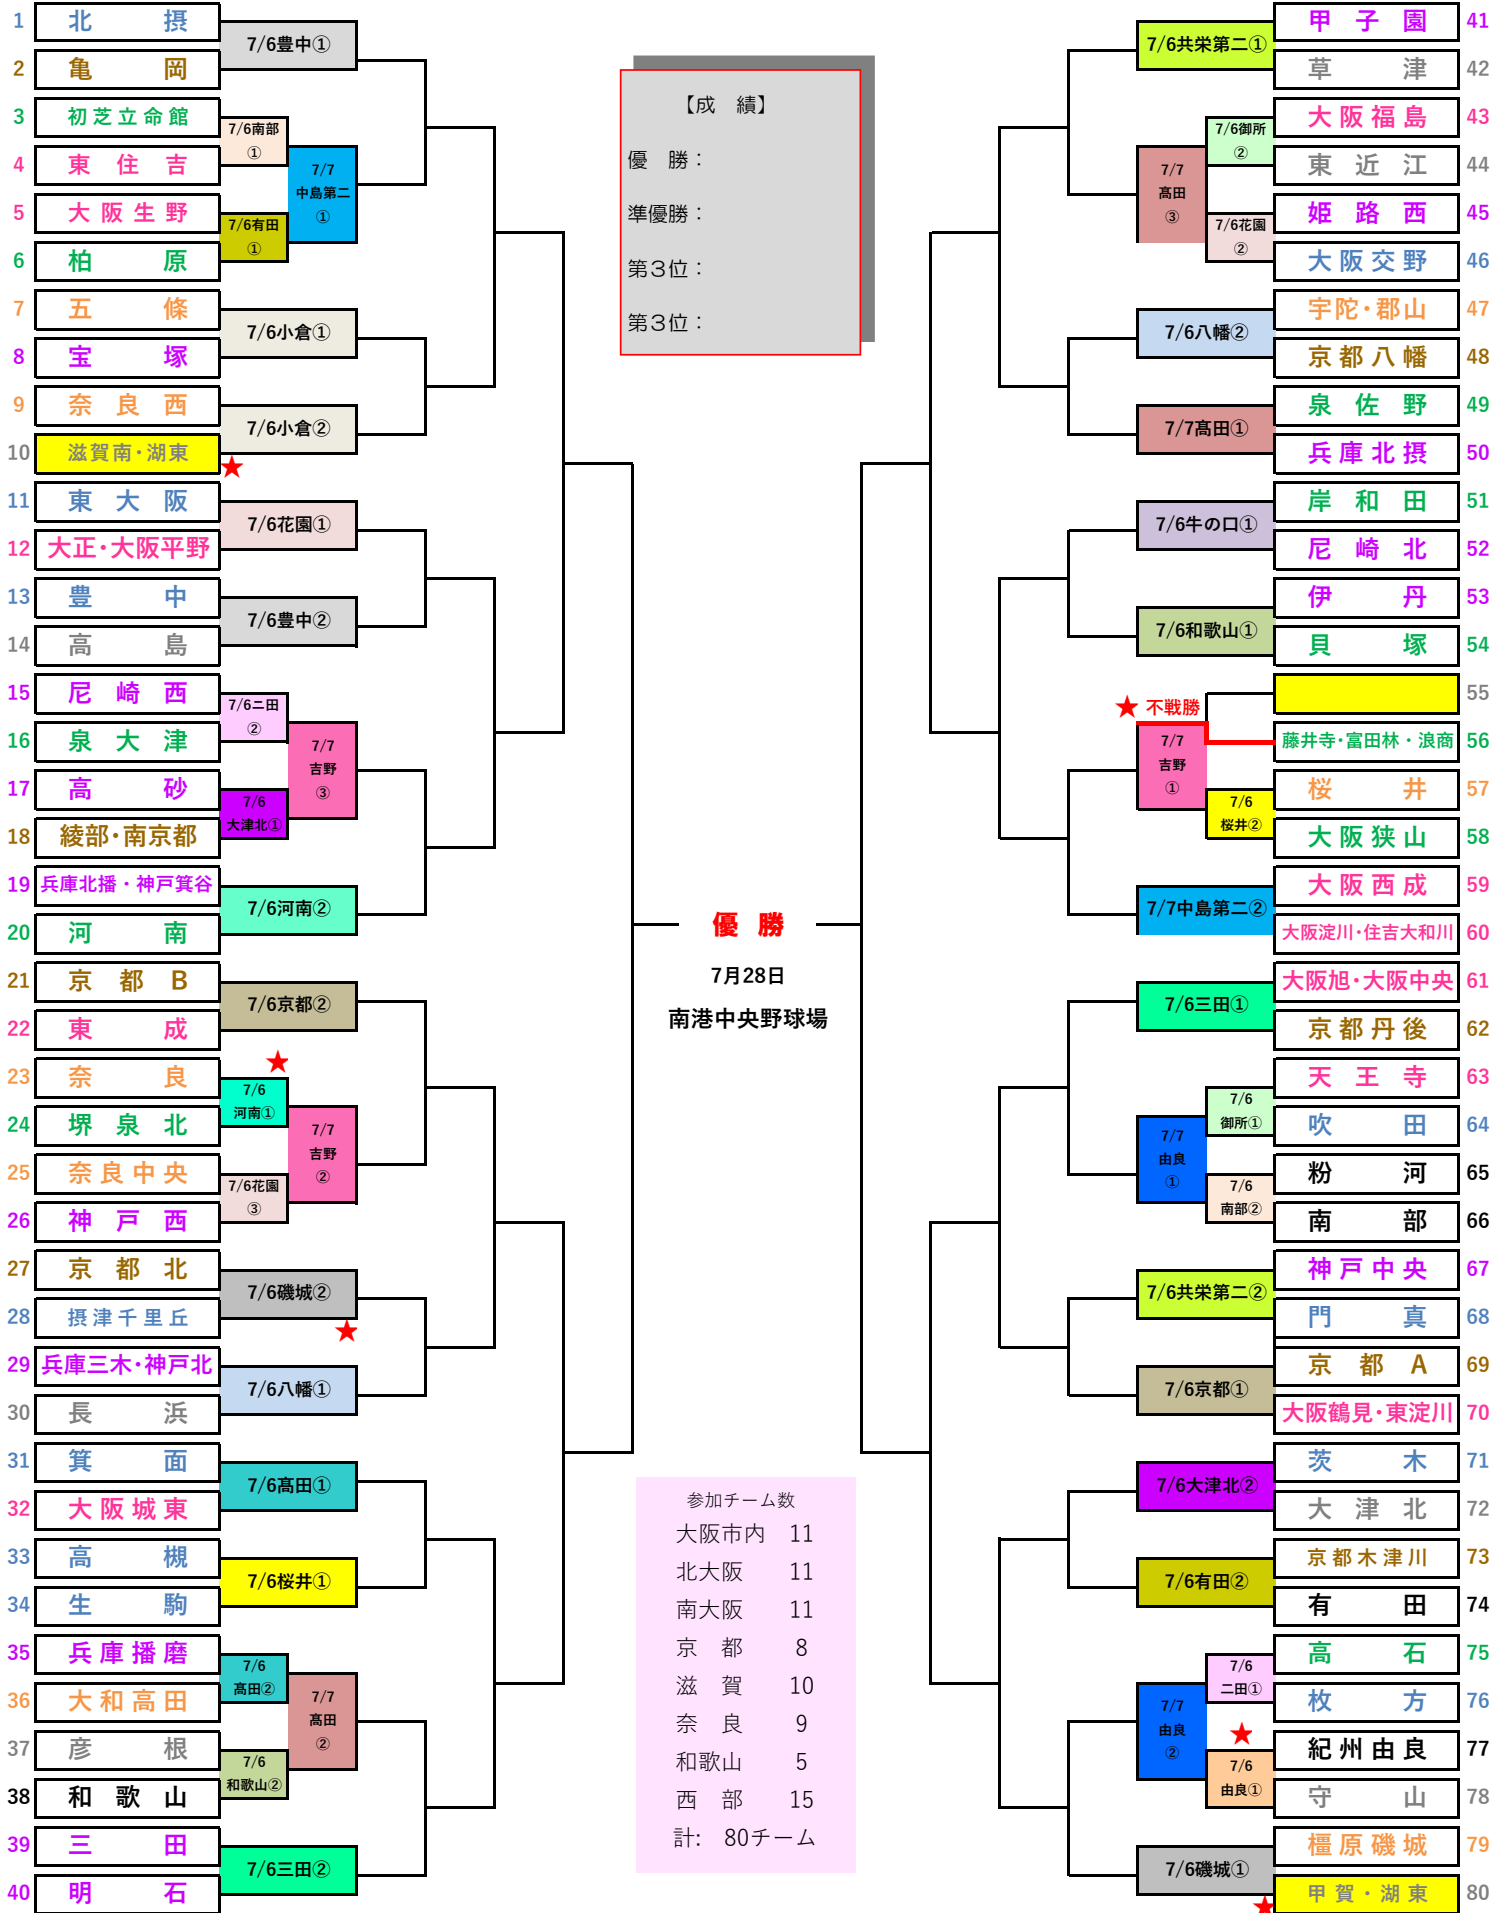 1 北 摂
2 亀 岡
7/6豊中①
3 初芝立命館
4 東 住 吉
7/6南部
①
5 大阪生野
6 柏 原
7/6有田
①
7/7
中島第二
①
7 五 條
8 宝 塚
7/6小倉①
9 奈 良 西
10 滋賀南・湖東
7/6小倉②
★
11 東 大 阪
12 大正・大阪平野
7/6花園①
13 豊 中
14 高 島
7/6豊中②
15 尼 崎 西
16 泉 大 津
7/6二田
②
17 高 砂
18 綾部・南京都
7/6
大津北①
7/7
吉野
③
19 兵庫北播・神戸箕谷
20 河 南
7/6河南②
21 京 都 B
22 東 成
7/6京都②
23 奈 良
24 堺 泉 北
★
7/6
河南①
25 奈良中央
26 神 戸 西
7/6花園
③
7/7
吉野
②
27 京 都 北
28 摂津千里丘
7/6磯城②
★
29 兵庫三木・神戸北
30 長 浜
7/6八幡①
31 箕 面
32 大阪城東
7/6髙田①
33 高 槻
34 生 駒
7/6桜井①
35 兵庫播磨
36 大和高田
7/6
髙田②
37 彦 根
38 和 歌 山
7/6
和歌山②
7/7
髙田
②
39 三 田
40 明 石
7/6三田②
【成 績】
優 勝：
準優勝：
第３位：
第３位：
優 勝
7月28日
南港中央野球場
参加チーム数
大阪市内 11
北大阪 11
南大阪 11
京 都 8
滋 賀 10
奈 良 9
和歌山 5
西 部 15
計: 80チーム
甲 子 園 41
草 津 42
7/6共栄第二①
大阪福島 43
東 近 江 44
7/6御所
②
姫 路 西 45
大阪交野 46
7/6花園
②
7/7
髙田
③
宇陀・郡山 47
京都八幡 48
7/6八幡②
泉 佐 野 49
兵庫北摂 50
7/7髙田①
岸 和 田 51
尼 崎 北 52
7/6牛の口①
伊 丹 53
貝 塚 54
7/6和歌山①
55
藤井寺・富田林・浪商 56
★ 不戦勝
桜 井 57
大阪狭山 58
7/6
桜井②
7/7
吉野
①
大阪西成 59
大阪淀川・住吉大和川 60
7/7中島第二②
大阪旭・大阪中央 61
京都丹後 62
7/6三田①
天 王 寺 63
吹 田 64
7/6
御所①
粉 河 65
南 部 66
7/6
南部②
7/7
由良
①
神戸中央 67
門 真 68
7/6共栄第二②
京 都 A 69
大阪鶴見・東淀川 70
7/6京都①
茨 木 71
大 津 北 72
7/6大津北②
京都木津川 73
有 田 74
7/6有田②
高 石 75
枚 方 76
7/6
二田①
紀州由良 77
守 山 78
★
7/6
由良①
7/7
由良
②
橿原磯城 79
甲賀・湖東 80
7/6磯城①
★